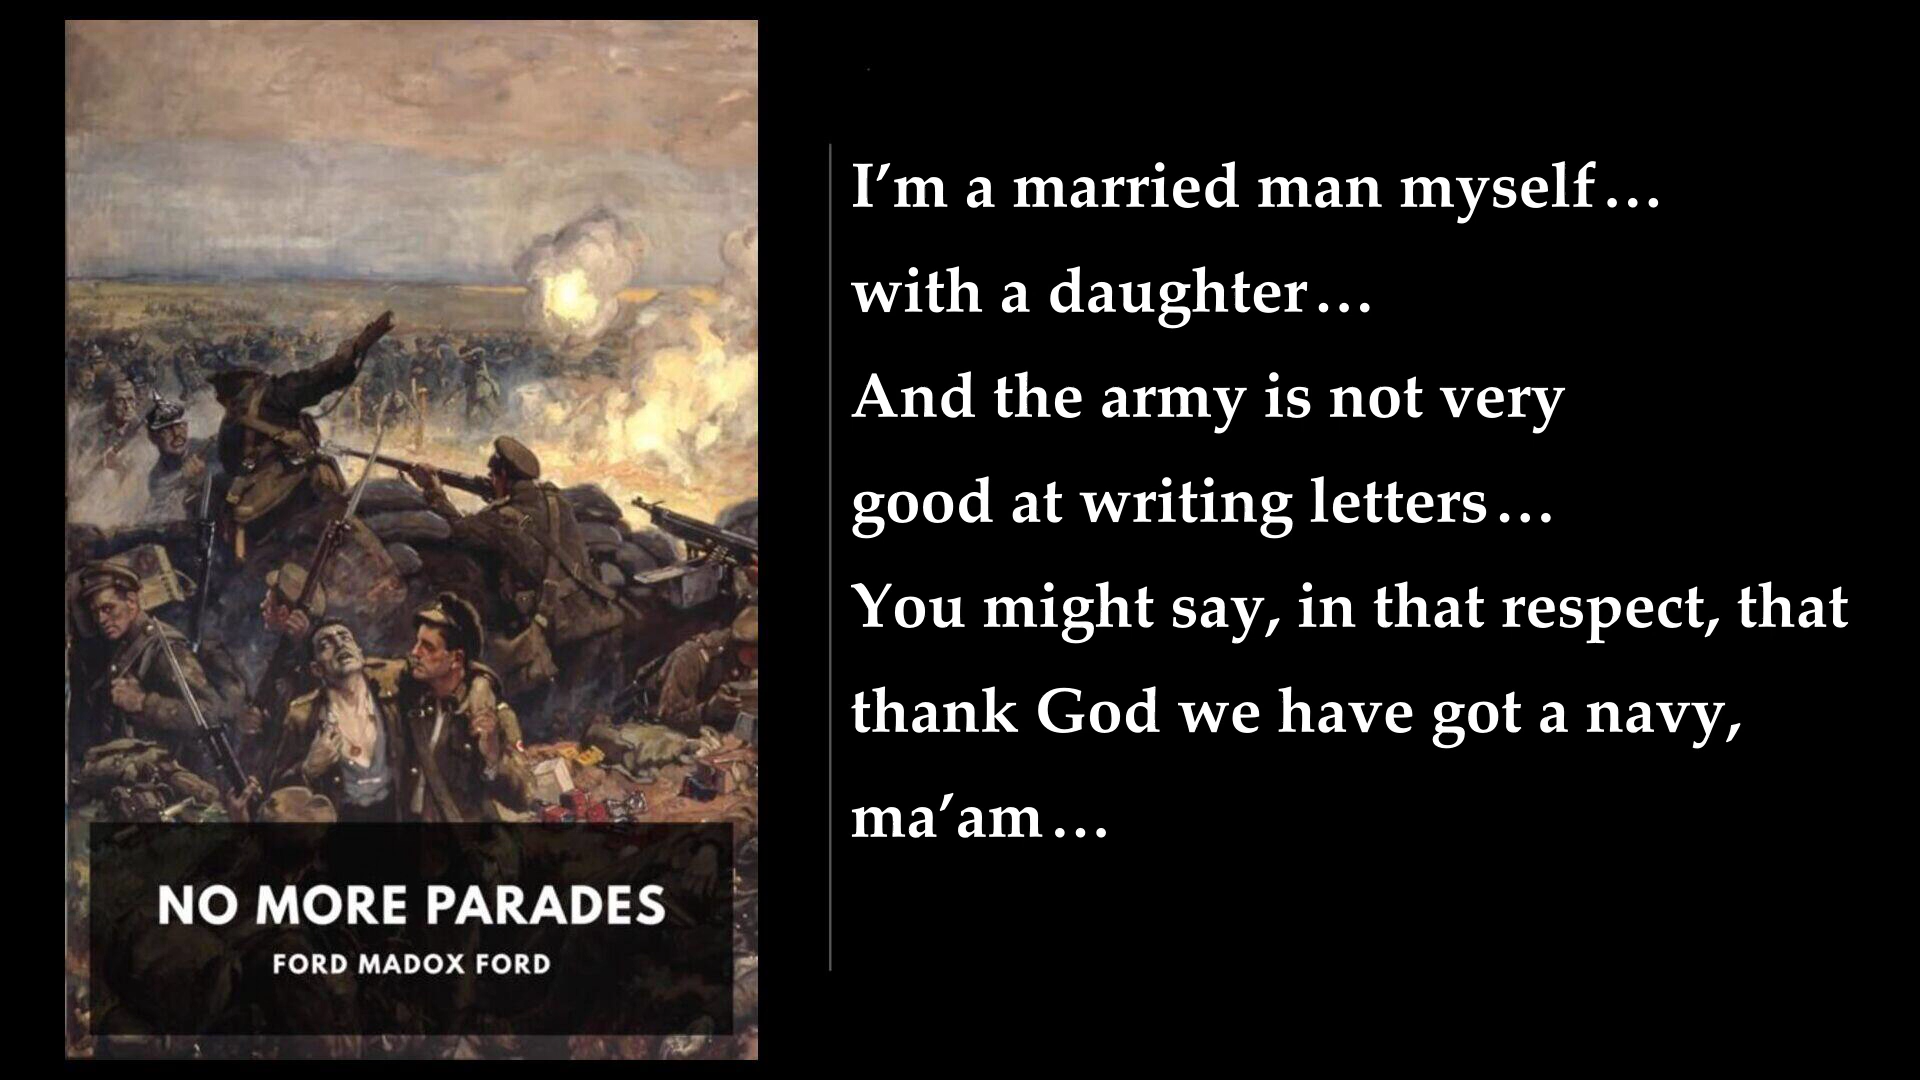 I’m a married man myself…
with a daughter…
And the army is not very
good at writing letters…
You might say, in that respect, that
thank God we have got a navy,
ma’am…
NO MORE PARADES
FORD MADOX FORD